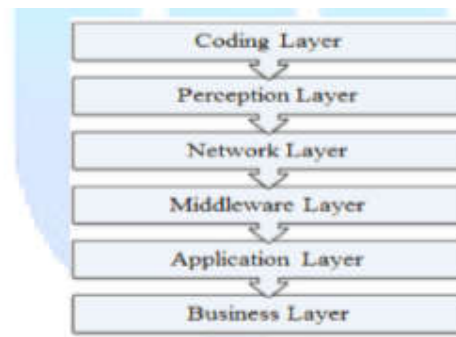 Coding Layer
Perception Layer
Network Layer
Middleware Layer
Application Layer
Business Layer